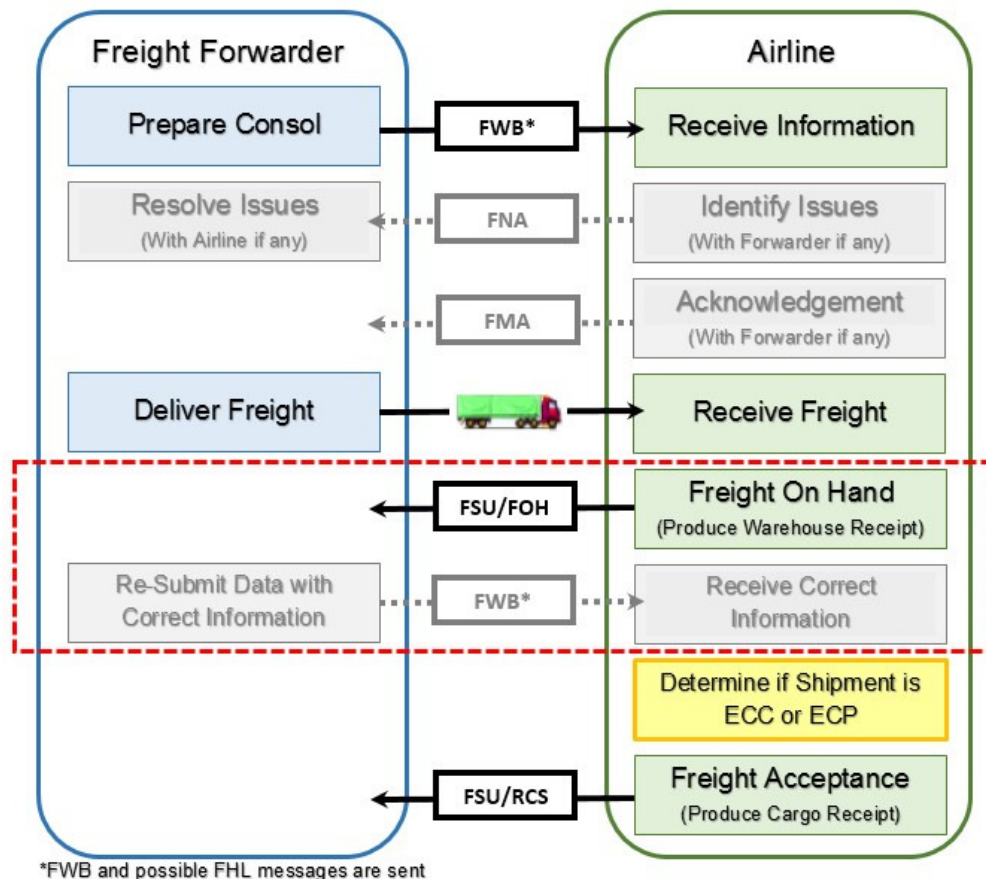 Freight Forwarder
Airline
Prepare Consol
FWB*
Receive Information
Resolve Issues
(With Airline if any)
FNA
Identify Issues
(With Forwarder if any)
FMA
Acknowledgement
(With Forwarder if any)
Deliver Freight
Receive Freight
FSU/FOH
Freight On Hand
(Produce Warehouse Receipt)
Re-Submit Data with
Correct Information
FWB*
Receive Correct
Information
Determine if Shipment is
ECC or ECP
FSU/RCS
Freight Acceptance
(Produce Cargo Receipt)
*FWB and possible FHL messages are sent